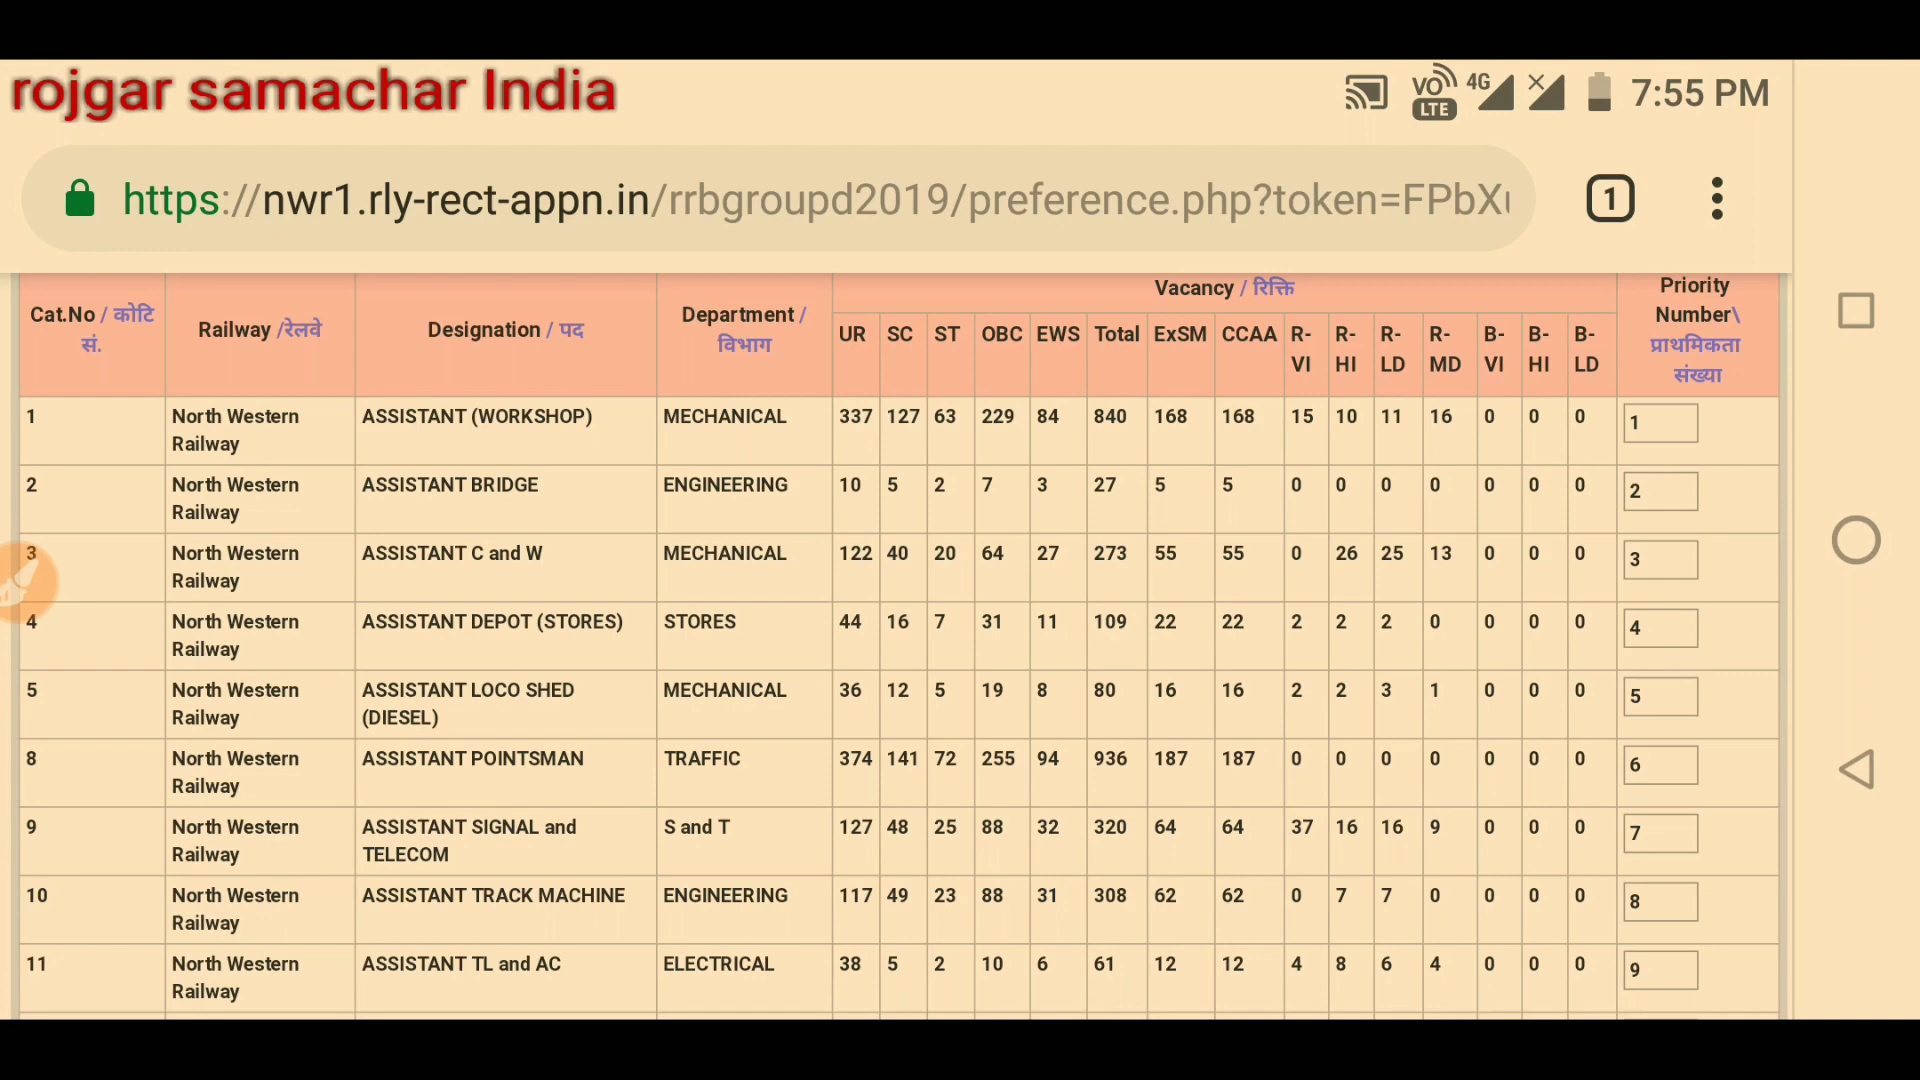 rojgar samachar India
VO LTE 4G 7:55 PM
https://nwr1.rly-rect-appn.in/rrbgroupd2019/preference.php?token=FPbX
1
Cat.No / कोटि सं. Railway /रेलवे Designation / पद Department / विभाग Vacancy / रिक्ति Priority Number\ प्राथमिकता संख्या
UR SC ST OBC EWS Total ExSM CCAA R-VI R-HI R-LD R-MD B-VI B-HI B-LD
1 North Western Railway ASSISTANT (WORKSHOP) MECHANICAL 337 127 63 229 84 840 168 168 15 10 11 16 0 0 0 1
2 North Western Railway ASSISTANT BRIDGE ENGINEERING 10 5 2 7 3 27 5 5 0 0 0 0 0 0 0 2
3 North Western Railway ASSISTANT C and W MECHANICAL 122 40 20 64 27 273 55 55 0 26 25 13 0 0 0 3
4 North Western Railway ASSISTANT DEPOT (STORES) STORES 44 16 7 31 11 109 22 22 2 2 2 0 0 0 0 4
5 North Western Railway ASSISTANT LOCO SHED (DIESEL) MECHANICAL 36 12 5 19 8 80 16 16 2 2 3 1 0 0 0 5
8 North Western Railway ASSISTANT POINTSMAN TRAFFIC 374 141 72 255 94 936 187 187 0 0 0 0 0 0 0 6
9 North Western Railway ASSISTANT SIGNAL and TELECOM S and T 127 48 25 88 32 320 64 64 37 16 16 9 0 0 0 7
10 North Western Railway ASSISTANT TRACK MACHINE ENGINEERING 117 49 23 88 31 308 62 62 0 7 7 0 0 0 0 8
11 North Western Railway ASSISTANT TL and AC ELECTRICAL 38 5 2 10 6 61 12 12 4 8 6 4 0 0 0 9